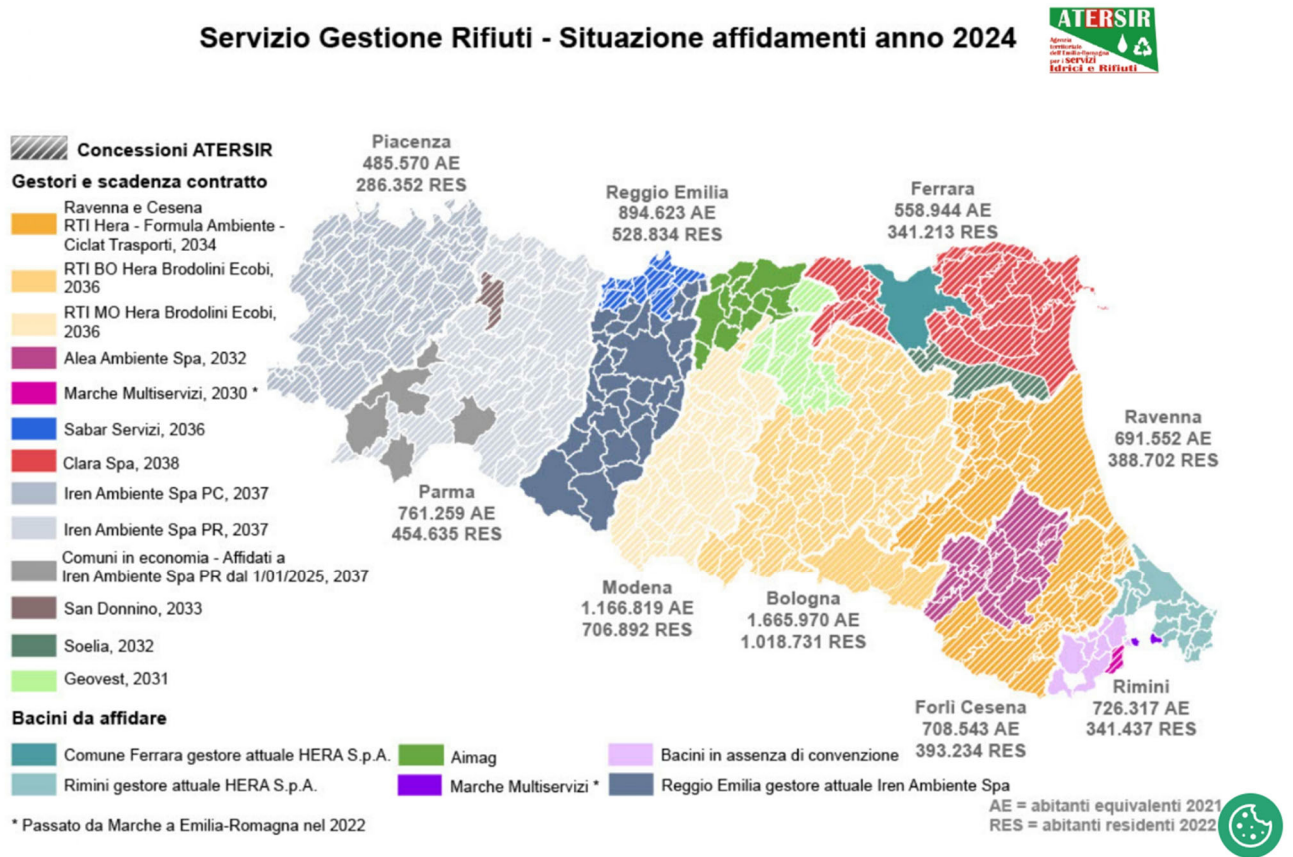 Servizio Gestione Rifiuti - Situazione affidamenti anno 2024
ATERSIR
Agenzia
territoriale
dell'Emilia-Romagna
per i servizi
Idrici e Rifiuti
Concessioni ATERSIR
Gestori e scadenza contratto
Ravenna e Cesena
RTI Hera - Formula Ambiente -
Ciclat Trasporti, 2034
RTI BO Hera Brodolini Ecobi,
2036
RTI MO Hera Brodolini Ecobi,
2036
Alea Ambiente Spa, 2032
Marche Multiservizi, 2030 *
Sabar Servizi, 2036
Clara Spa, 2038
Iren Ambiente Spa PC, 2037
Iren Ambiente Spa PR, 2037
Comuni in economia - Affidati a
Iren Ambiente Spa PR dal 1/01/2025, 2037
San Donnino, 2033
Soelia, 2032
Geovest, 2031
Piacenza
485.570 AE
286.352 RES
Reggio Emilia
894.623 AE
528.834 RES
Ferrara
558.944 AE
341.213 RES
Ravenna
691.552 AE
388.702 RES
Parma
761.259 AE
454.635 RES
Modena
1.166.819 AE
706.892 RES
Bologna
1.665.970 AE
1.018.731 RES
Forlì Cesena
708.543 AE
393.234 RES
Rimini
726.317 AE
341.437 RES
Bacini da affidare
Comune Ferrara gestore attuale HERA S.p.A.
Aimag
Bacini in assenza di convenzione
Rimini gestore attuale HERA S.p.A.
Marche Multiservizi *
Reggio Emilia gestore attuale Iren Ambiente Spa
* Passato da Marche a Emilia-Romagna nel 2022
AE = abitanti equivalenti 2021
RES = abitanti residenti 2022